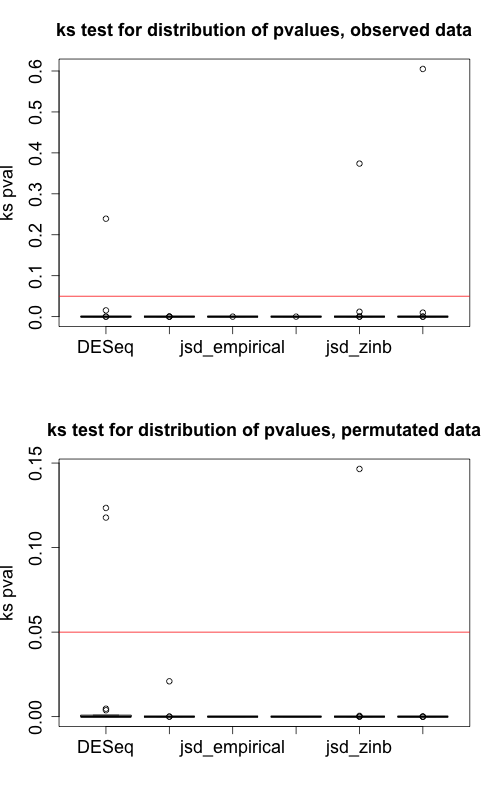 ks test for distribution of pvalues, observed data
ks pval
0.6
0.5
0.4
0.3
0.2
0.1
0.0
DESeq jsd_empirical jsd_zinb
ks test for distribution of pvalues, permutated data
ks pval
0.15
0.10
0.05
0.00
DESeq jsd_empirical jsd_zinb